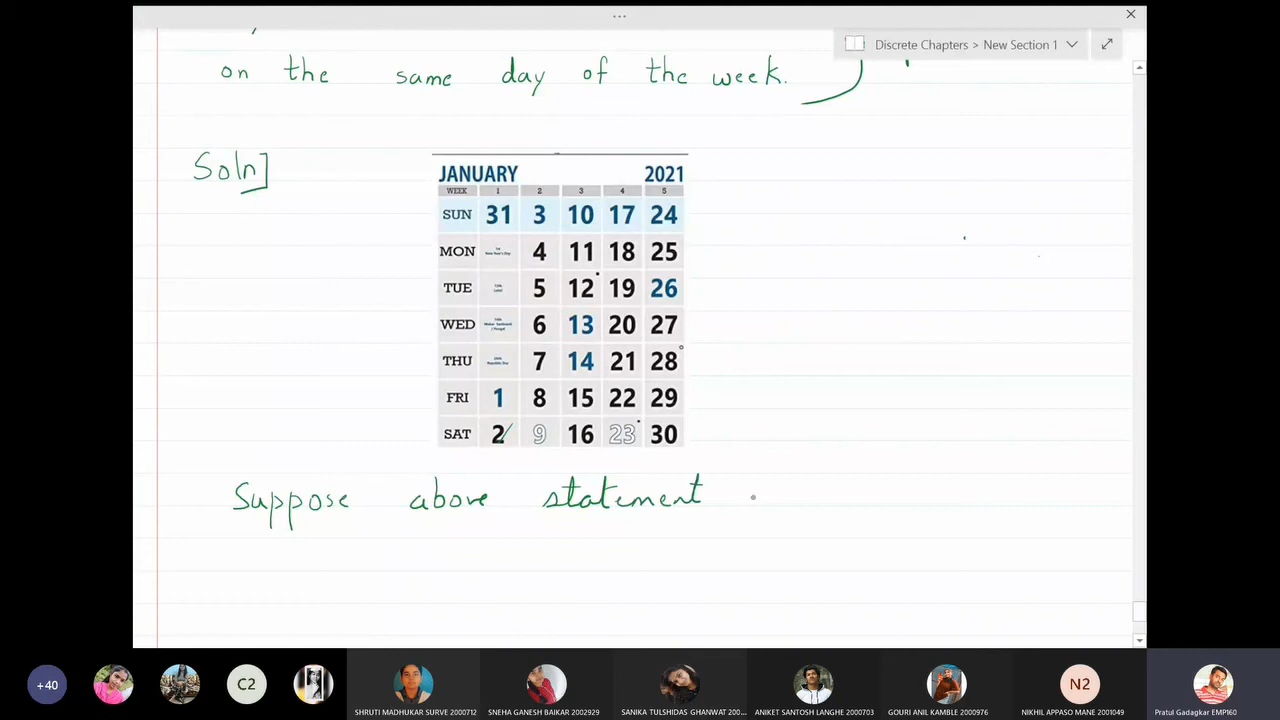 Discrete Chapters > New Section 1
on the same day of the week.
Soln]
JANUARY 2021
WEEK 1 2 3 4 5
SUN 31 3 10 17 24
MON 4 11 18 25
TUE 5 12 19 26
WED 6 13 20 27
THU 7 14 21 28
FRI 1 8 15 22 29
SAT 2 9 16 23 30
Suppose above statement
+40
C2
N2
SHRUTI MADHUKAR SURVE 2000712
SNEHA GANESH BAIKAR 2002929
SANIKA TULSHIDAS GHANWAT 200...
ANIKET SANTOSH LANGHE 2000703
GOURI ANIL KAMBLE 2000976
NIKHIL APPASO MANE 2001049
Pratul Gadagkar EMP160